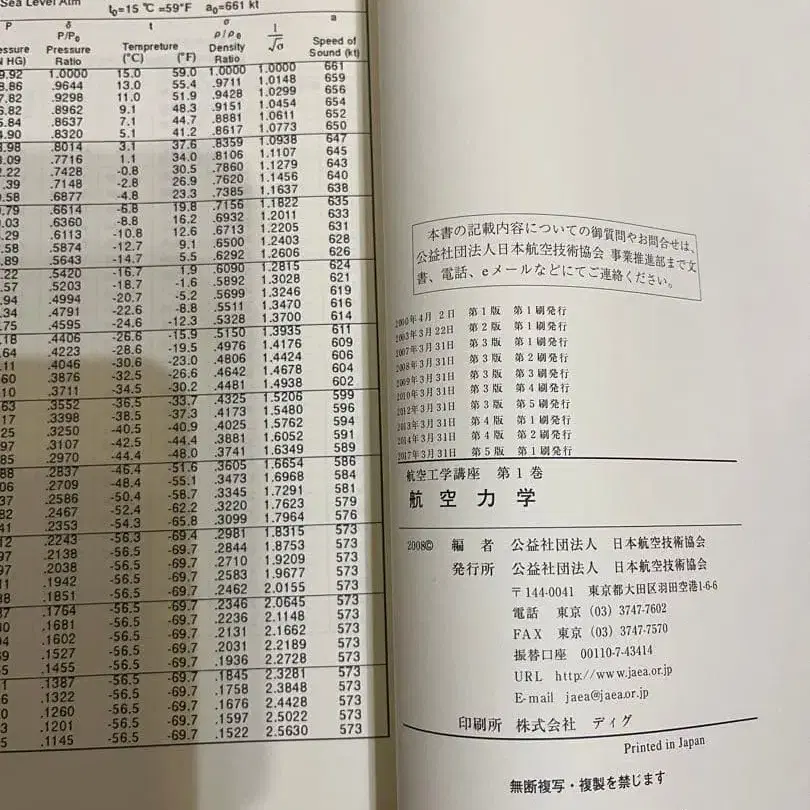 Sea Level Atm t₀=15 ℃ =59°F a₀=661 kt
P δ t σ 1/√σ a
P/P₀ ρ/ρ₀
Pressure Ratio Tempreture (°C) (°F) Density Ratio Speed of Sound (kt)
9.92 1.0000 15.0 59.0 1.0000 1.0000 661
8.86 .9644 13.0 55.4 .9711 1.0148 659
7.82 .9298 11.0 51.9 .9428 1.0299 656
6.82 .8962 9.1 48.3 .9151 1.0454 654
5.84 .8637 7.1 44.7 .8881 1.0611 652
4.90 .8320 5.1 41.2 .8617 1.0773 650
3.98 .8014 3.1 37.6 .8359 1.0938 647
3.09 .7716 1.1 34.0 .8106 1.1107 645
2.22 .7428 -0.8 30.5 .7860 1.1279 643
.39 .7148 -2.8 26.9 .7620 1.1456 640
.58 .6877 -4.8 23.3 .7385 1.1637 638
.79 .6614 -6.8 19.8 .7156 1.1822 635
.03 .6360 -8.8 16.2 .6932 1.2011 633
.29 .6113 -10.8 12.6 .6713 1.2205 631
.58 .5874 -12.7 9.1 .6500 1.2403 628
.89 .5643 -14.7 5.5 .6292 1.2606 626
.22 .5420 -16.7 1.9 .6090 1.2815 624
.57 .5203 -18.7 -1.6 .5892 1.3028 621
.94 .4994 -20.7 -5.2 .5699 1.3246 619
.34 .4791 -22.6 -8.8 .5511 1.3470 616
.75 .4595 -24.6 -12.3 .5328 1.3700 614
.18 .4406 -26.6 -15.9 .5150 1.3935 611
.64 .4223 -28.6 -19.5 .4976 1.4176 609
.11 .4046 -30.6 -23.0 .4806 1.4424 606
60 .3876 -32.5 -26.6 .4642 1.4678 604
10 .3711 -34.5 -30.2 .4481 1.4938 602
63 .3552 -36.5 -33.7 .4325 1.5206 599
17 .3398 -38.5 -37.3 .4173 1.5480 596
.3250 -40.5 -40.9 .4025 1.5762 594
97 .3107 -42.5 -44.4 .3881 1.6052 591
85 .2970 -44.4 -48.0 .3741 1.6349 589
88 .2837 -46.4 -51.6 .3605 1.6654 586
06 .2709 -48.4 -55.1 .3473 1.6968 584
37 .2586 -50.4 -58.7 .3345 1.7291 581
82 .2467 -52.4 -62.2 .3220 1.7623 579
41 .2353 -54.3 -65.8 .3099 1.7964 576
12 .2243 -56.3 -69.4 .2981 1.8315 573
97 .2138 -56.5 -69.7 .2844 1.8753 573
97 .2038 -56.5 -69.7 .2710 1.9209 573
.1942 -56.5 -69.7 .2583 1.9677 573
.1851 -56.5 -69.7 .2462 2.0155 573
.1764 -56.5 -69.7 .2346 2.0645 573
.1681 -56.5 -69.7 .2236 2.1148 573
.1602 -56.5 -69.7 .2131 2.1662 573
.1527 -56.5 -69.7 .2031 2.2189 573
55 .1455 -56.5 -69.7 .1936 2.2728 573
1 .1387 -56.5 -69.7 .1845 2.3281 573
6 .1322 -56.5 -69.7 .1758 2.3848 573
0 .1260 -56.5 -69.7 .1676 2.4428 573
3 .1201 -56.5 -69.7 .1597 2.5022 573
5 .1145 -56.5 -69.7 .1522 2.5630 573
本書の記載内容についての御質問やお問合せは、
公益社団法人日本航空技術協会 事業推進部まで文
書、電話、eメールなどにてご連絡ください。
2000年4月 2日 第1版 第1刷発行
2003年3月22日 第2版 第1刷発行
2007年3月31日 第3版 第1刷発行
2008年3月31日 第3版 第2刷発行
2009年3月31日 第3版 第3刷発行
2010年3月31日 第3版 第4刷発行
2012年3月31日 第3版 第5刷発行
2013年3月31日 第4版 第1刷発行
2014年3月31日 第4版 第2刷発行
2017年3月31日 第5版 第1刷発行
航空工学講座 第1巻
航空力学
2008© 編 者 公益社団法人 日本航空技術協会
発行所 公益社団法人 日本航空技術協会
〒144-0041 東京都大田区羽田空港1-6-6
電話 東京 (03) 3747-7602
FAX 東京 (03) 3747-7570
振替口座 00110-7-43414
URL http://www.jaea.or.jp
E-mail jaea@jaea.or.jp
印刷所 株式会社 ディグ
Printed in Japan
無断複写・複製を禁じます